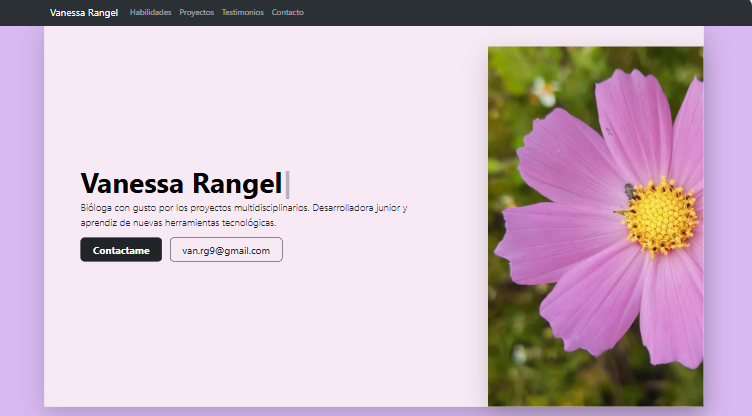 Vanessa Rangel Habilidades Proyectos Testimonios Contacto
Vanessa Rangel
Bióloga con gusto por los proyectos multidisciplinarios. Desarrolladora junior y
aprendiz de nuevas herramientas tecnológicas.
Contactame van.rg9@gmail.com